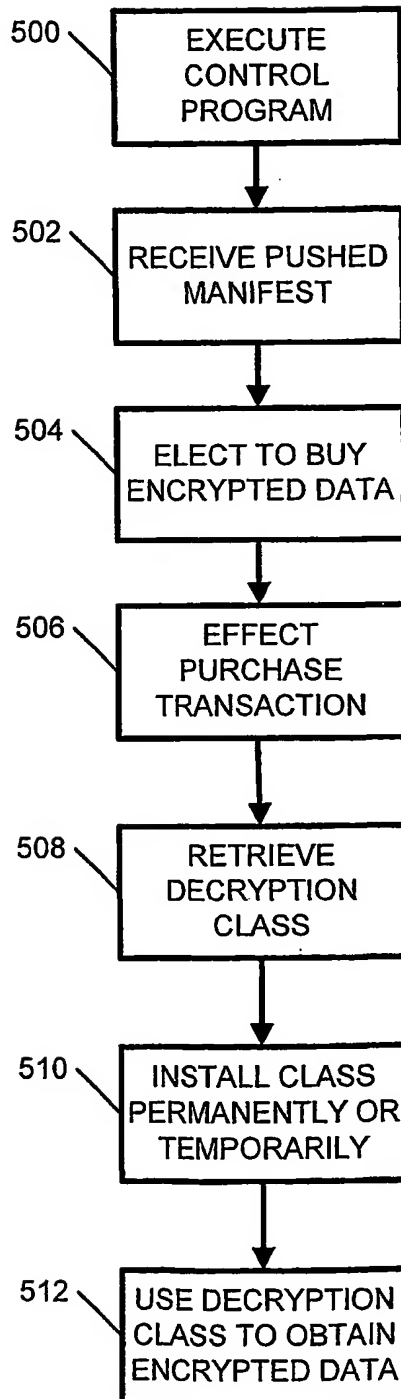 500
EXECUTE
CONTROL
PROGRAM
502
RECEIVE PUSHED
MANIFEST
504
ELECT TO BUY
ENCRYPTED DATA
506
EFFECT
PURCHASE
TRANSACTION
508
RETRIEVE
DECRYPTION
CLASS
510
INSTALL CLASS
PERMANENTLY OR
TEMPORARILY
512
USE DECRYPTION
CLASS TO OBTAIN
ENCRYPTED DATA